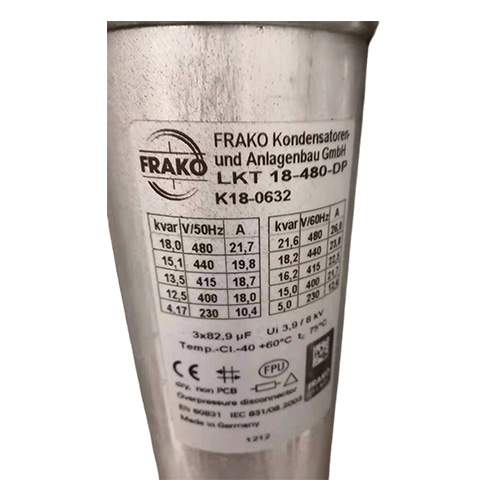 FRAKO
FRAKO Kondensatoren-
und Anlagenbau GmbH
LKT 18-480-DP
K18-0632
kvar V/50Hz A
18,0 480 21,7
15,1 440 19,8
13,5 415 18,7
12,5 400 18,0
4.17 230 10,4
kvar V/60Hz A
21,6 480 26,0
18,2 440 23,8
16,2 415 22,5
15,0 400 21,7
5,0 230 12,4
3x82,9 µF Ui 3,9 / 8 kV
Temp.-Cl.-40 +60°C tc 75°C
CE FPU
dry, non PCB
Overpressure disconnector
EN 60831 IEC 831/08.2003
Made in Germany
FRAKO
1212